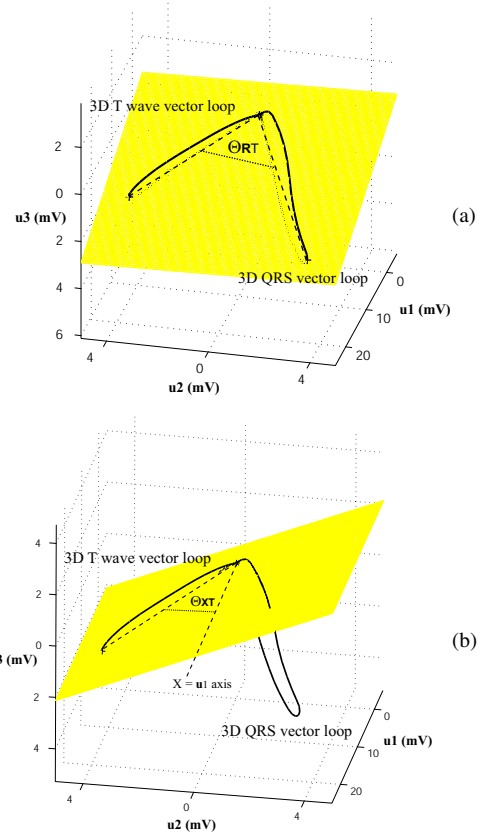 3D T wave vector loop
ΘRT
2
0
u3 (mV)
2
4
6
3D QRS vector loop
(a)
0
u1 (mV)
10
20
4
0
4
u2 (mV)
4
3D T wave vector loop
2
ΘXT
0
3 (mV)
X = u1 axis
2
4
3D QRS vector loop
(b)
0
u1 (mV)
10
20
4
0
4
u2 (mV)